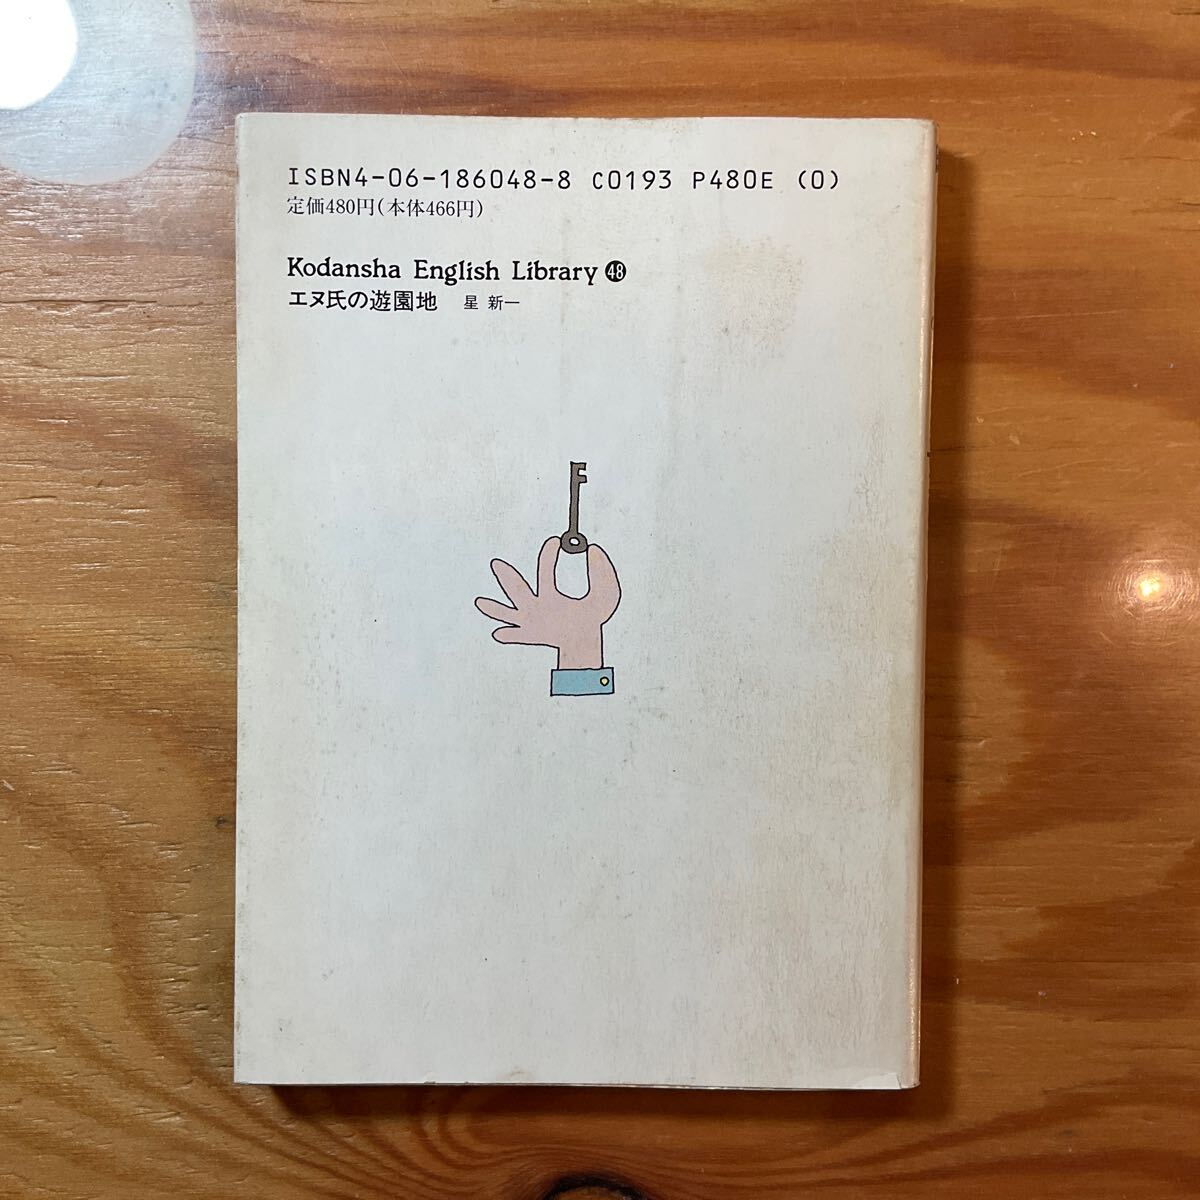 ISBN4-06-186048-8 C0193 P480E (0)
定価480円(本体466円)
Kodansha English Library 48
エヌ氏の遊園地 星 新一